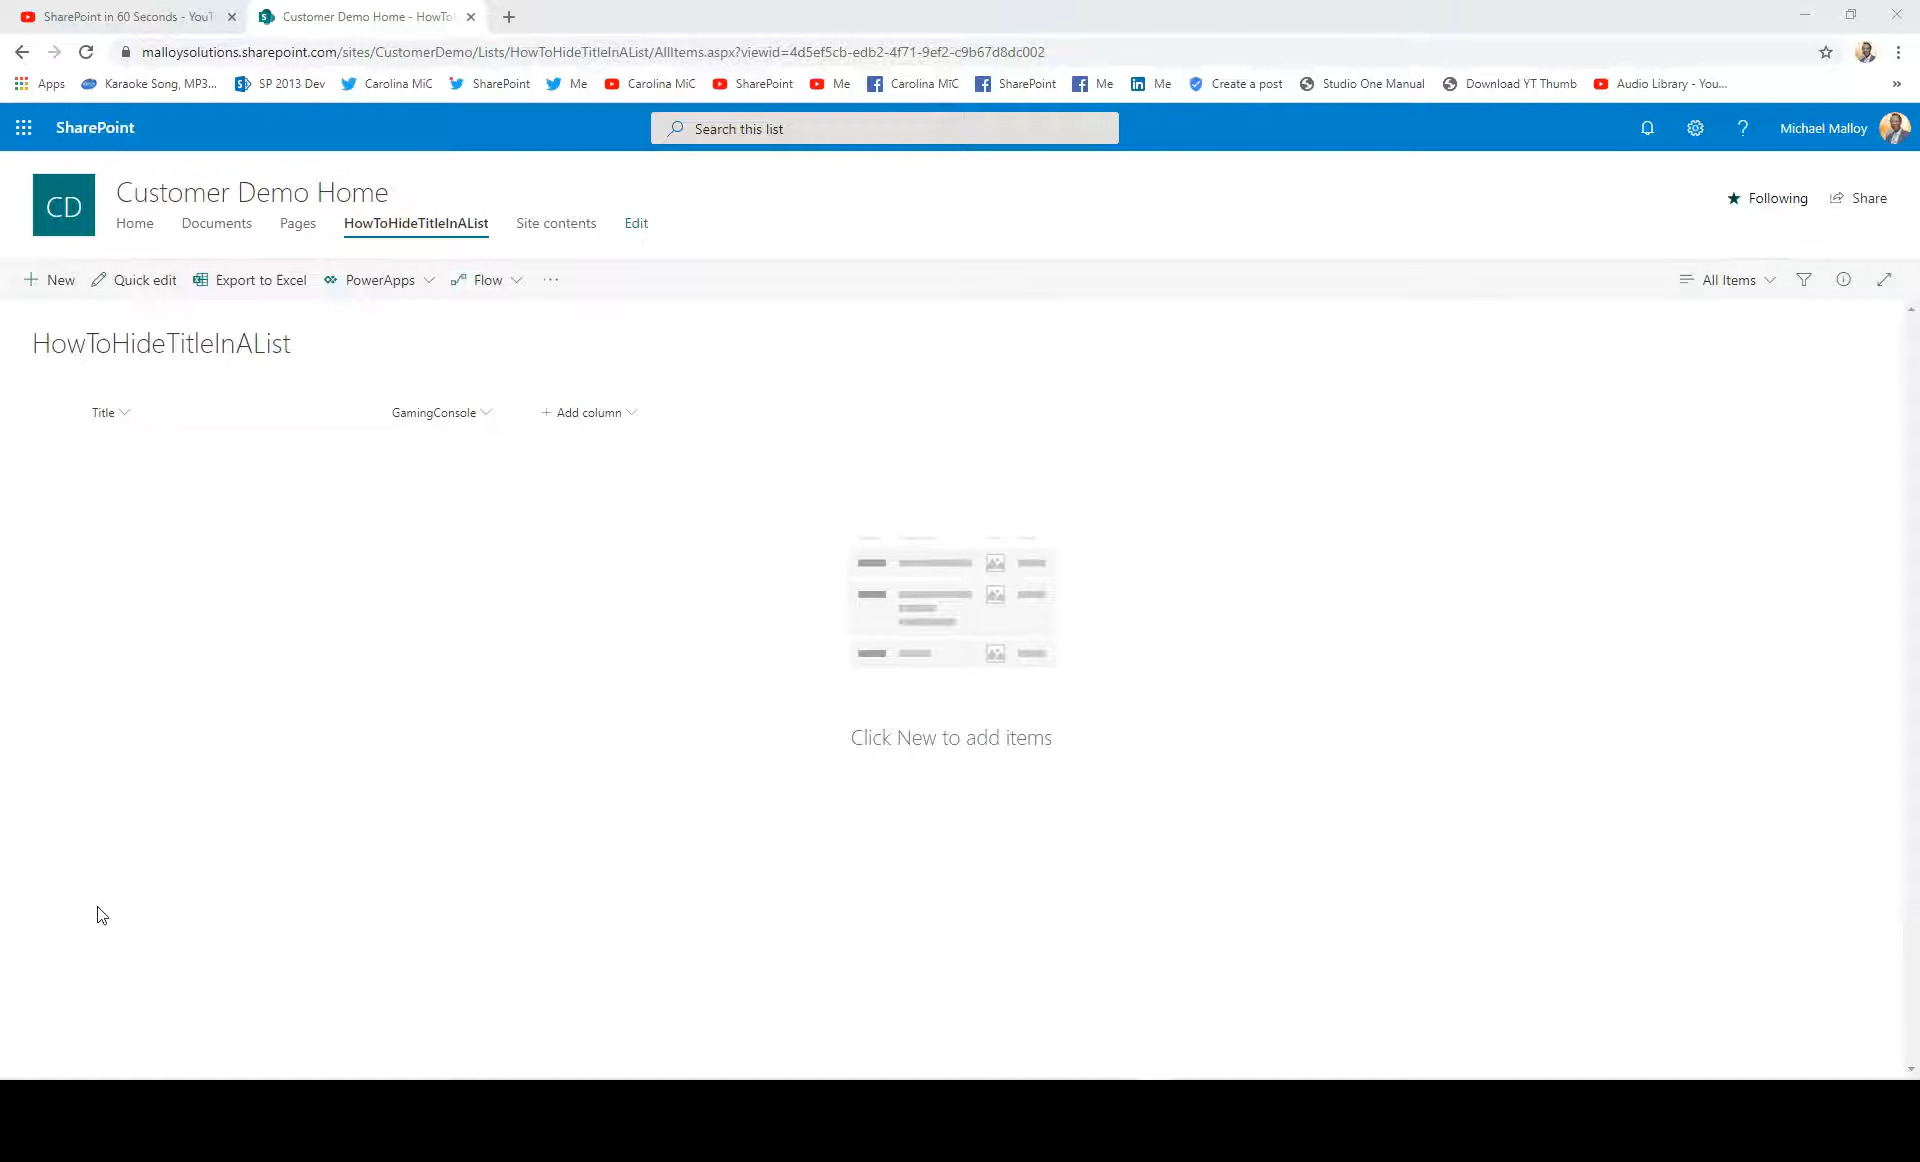 SharePoint in 60 Seconds - YouT
Customer Demo Home - HowTo
malloysolutions.sharepoint.com/sites/CustomerDemo/Lists/HowToHideTitleInAList/AllItems.aspx?viewid=4d5ef5cb-edb2-4f71-9ef2-c9b67d8dc002
Apps Karaoke Song, MP3... SP 2013 Dev Carolina MiC SharePoint Me Carolina MiC SharePoint Me Carolina MiC SharePoint Me Me Create a post Studio One Manual Download YT Thumb Audio Library - You... »
SharePoint Search this list ? Michael Malloy
CD Customer Demo Home
Following Share
Home Documents Pages HowToHideTitleInAList Site contents Edit
New Quick edit Export to Excel PowerApps Flow ... All Items
HowToHideTitleInAList
Title GamingConsole + Add column
Click New to add items